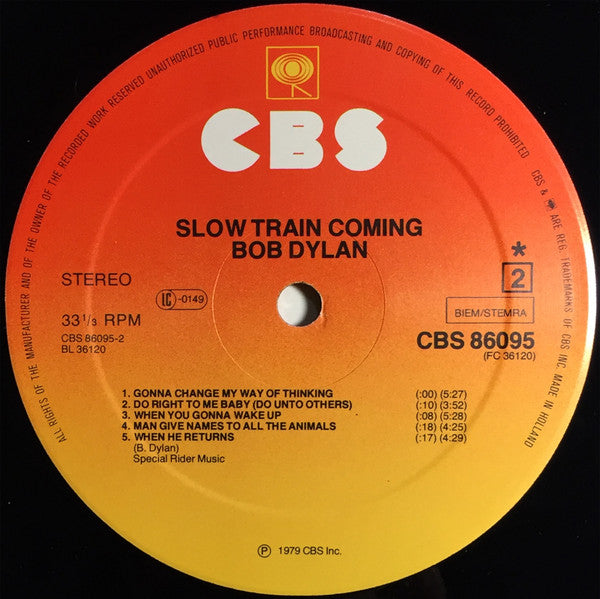 ALL RIGHTS OF THE MANUFACTURER AND OF THE OWNER OF THE RECORDED WORK RESERVED UNAUTHORIZED PUBLIC PERFORMANCE BROADCASTING AND COPYING OF THIS RECORD PROHIBITED
CBS & ARE REG. TRADEMARKS OF CBS INC. MADE IN HOLLAND
CBS
SLOW TRAIN COMING
BOB DYLAN
STEREO
LC-0149
*
2
33 1/3 RPM
BIEM/STEMRA
CBS 86095-2
BL 36120
CBS 86095
(FC 36120)
1. GONNA CHANGE MY WAY OF THINKING (:00) (5:27)
2. DO RIGHT TO ME BABY (DO UNTO OTHERS) (:10) (3:52)
3. WHEN YOU GONNA WAKE UP (:08) (5:28)
4. MAN GIVE NAMES TO ALL THE ANIMALS (:18) (4:25)
5. WHEN HE RETURNS (:17) (4:29)
(B. Dylan)
Special Rider Music
℗ 1979 CBS Inc.